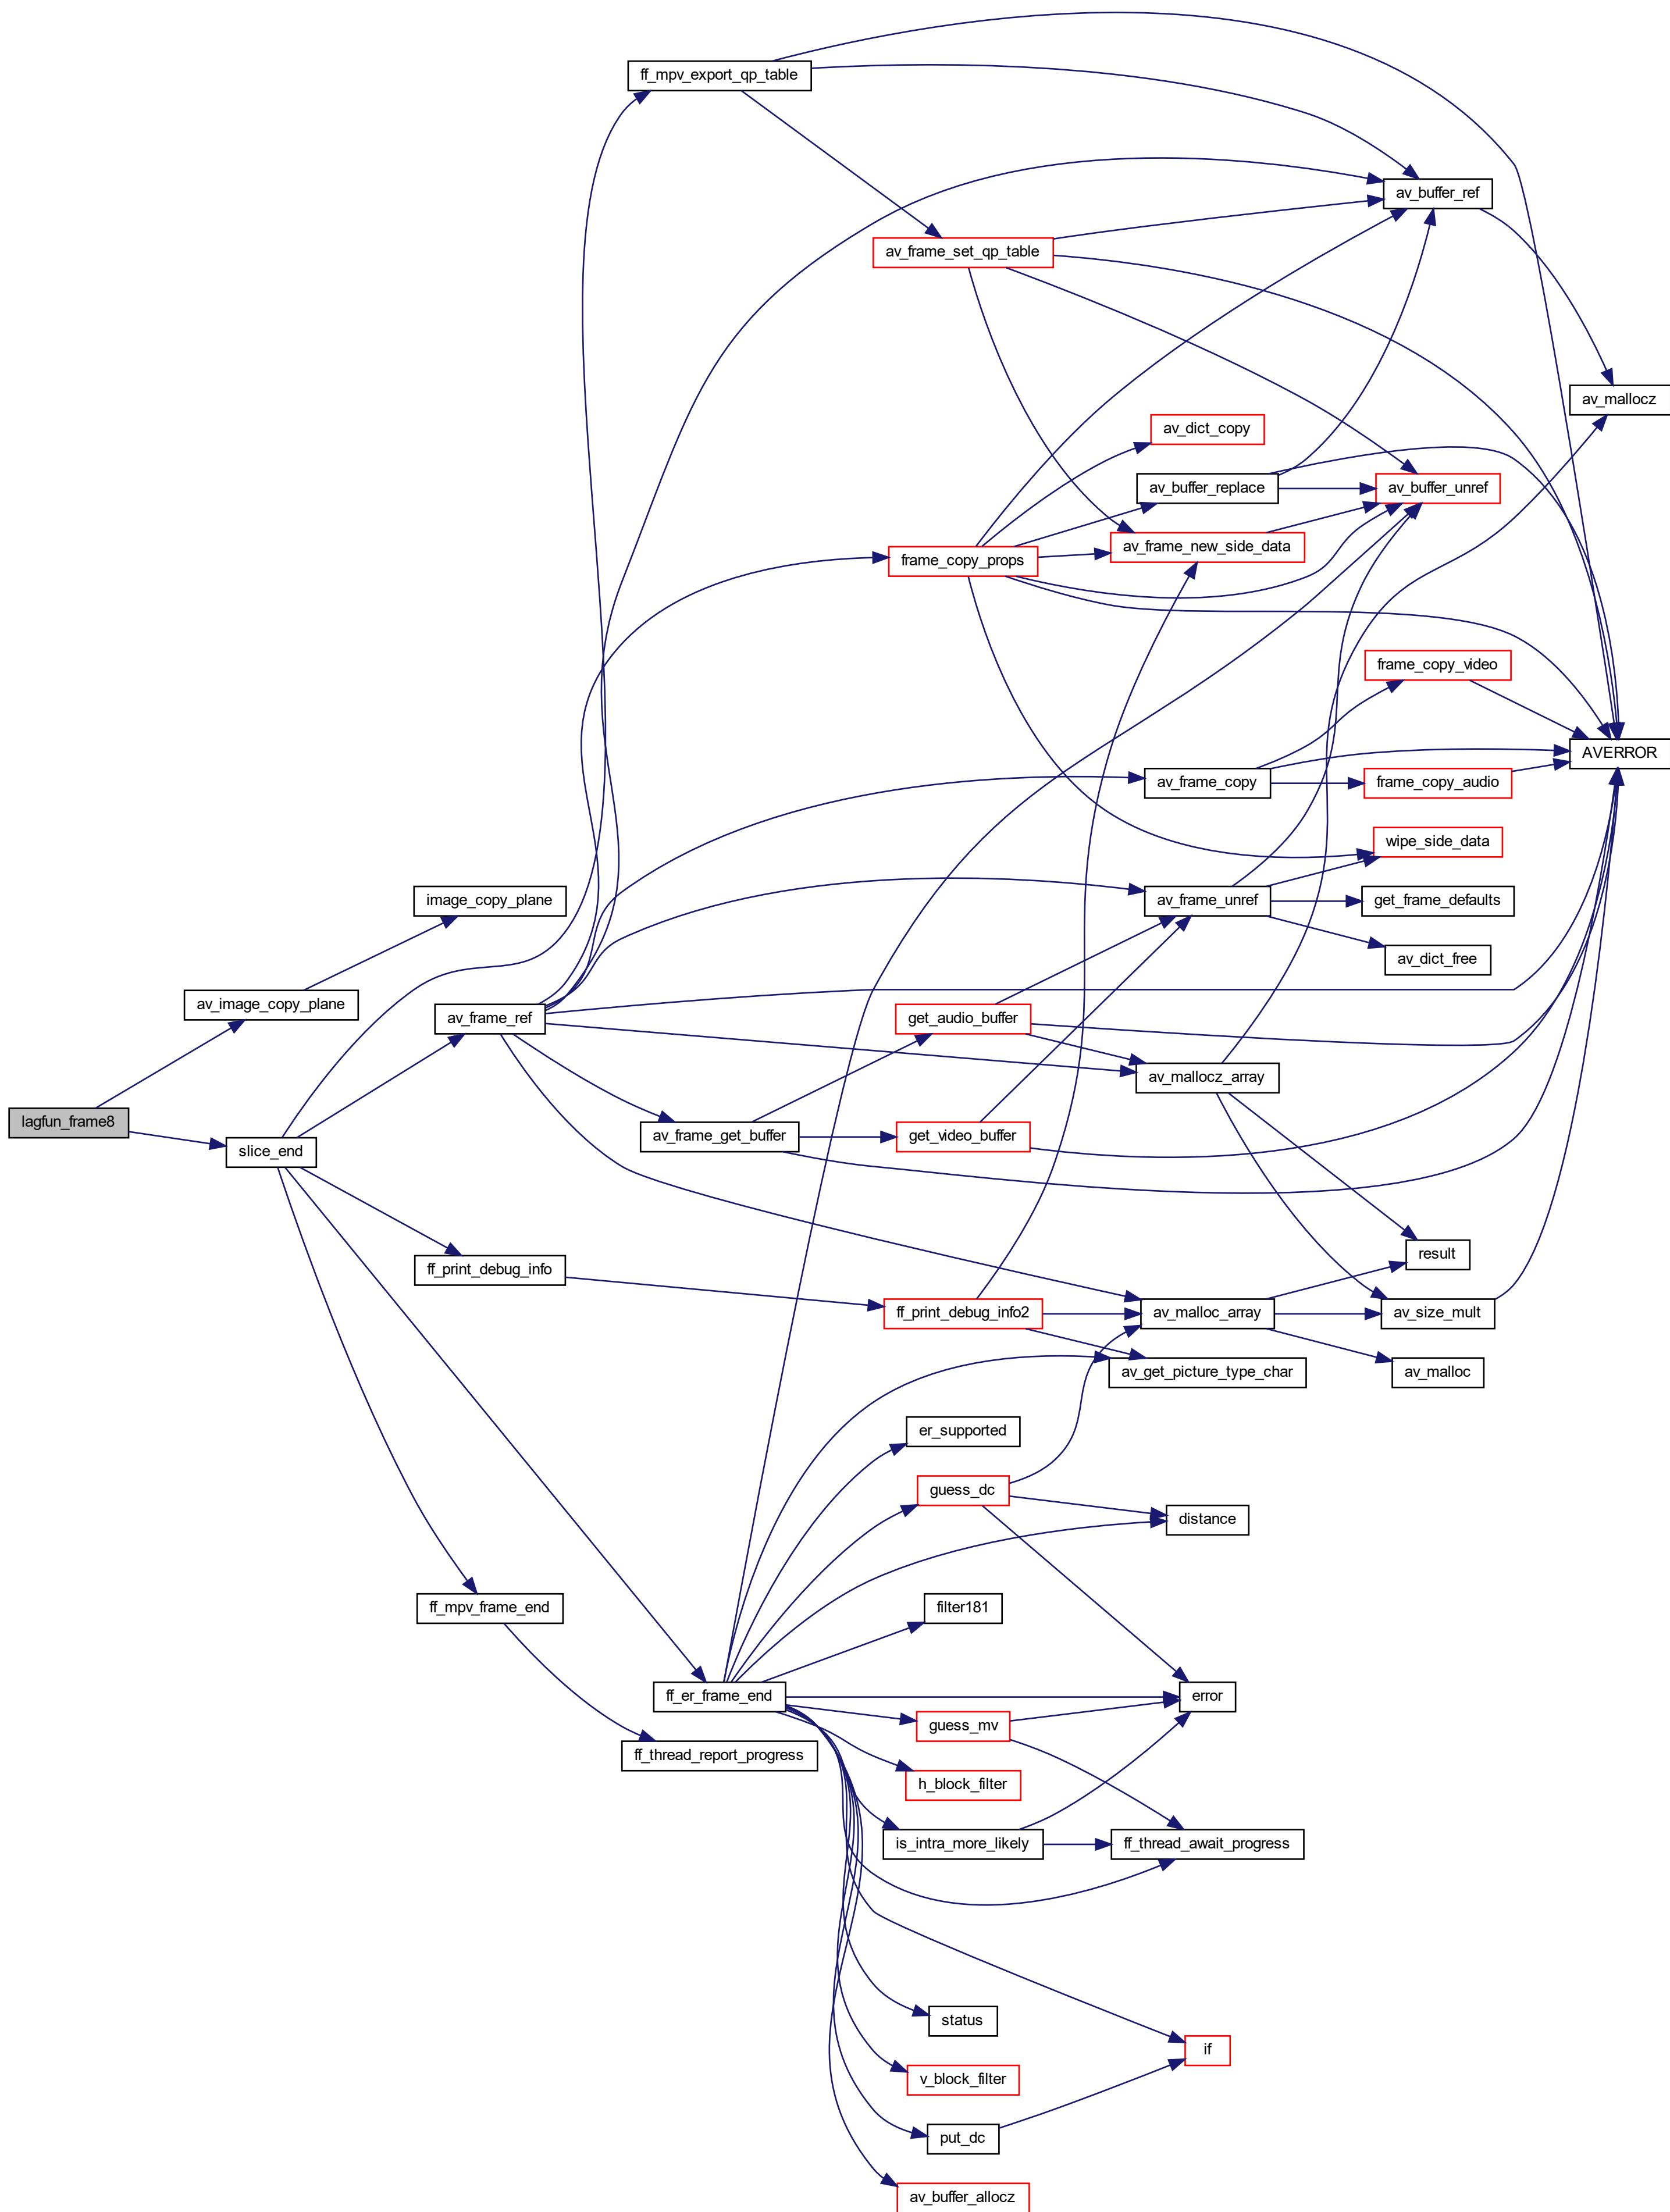 ff_mpv_export_qp_table
av_buffer_ref
av_frame_set_qp_table
av_mallocz
av_dict_copy
av_buffer_replace
av_buffer_unref
av_frame_new_side_data
frame_copy_props
frame_copy_video
AVERROR
av_frame_copy
frame_copy_audio
wipe_side_data
image_copy_plane
av_frame_unref
get_frame_defaults
av_dict_free
av_image_copy_plane
av_frame_ref
get_audio_buffer
av_mallocz_array
lagfun_frame8
av_frame_get_buffer
get_video_buffer
slice_end
result
ff_print_debug_info
ff_print_debug_info2
av_malloc_array
av_size_mult
av_get_picture_type_char
av_malloc
er_supported
guess_dc
distance
ff_mpv_frame_end
filter181
ff_er_frame_end
error
guess_mv
ff_thread_report_progress
h_block_filter
is_intra_more_likely
ff_thread_await_progress
status
if
v_block_filter
put_dc
av_buffer_allocz